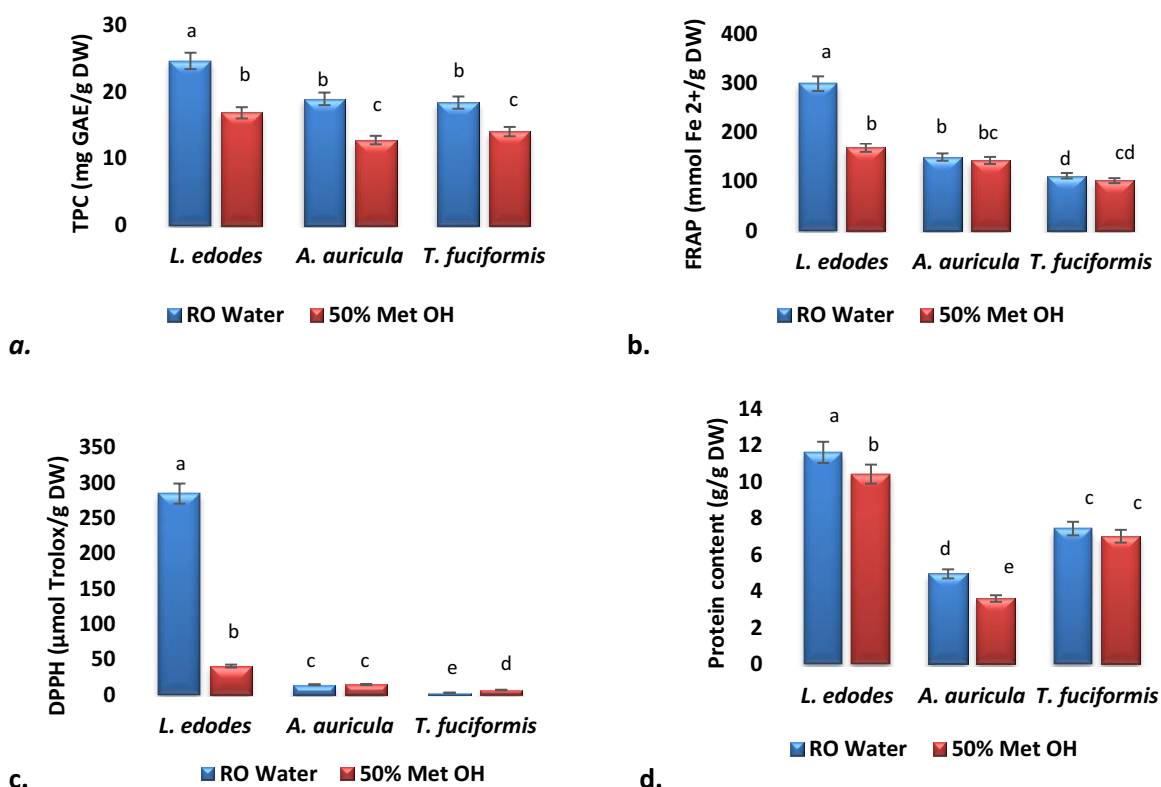 TPC (mg GAE/g DW)
30
20
10
0
a
b
b
c
b
c
L. edodes A. auricula T. fuciformis
RO Water 50% Met OH
a.
FRAP (mmol Fe 2+/g DW)
400
300
200
100
0
a
b
b
bc
d
cd
L. edodes A. auricula T. fuciformis
RO Water 50% Met OH
b.
DPPH (µmol Trolox/g DW)
350
300
250
200
150
100
50
0
a
b
c
c
e
d
L. edodes A. auricula T. fuciformis
RO Water 50% Met OH
c.
Protein content (g/g DW)
14
12
10
8
6
4
2
0
a
b
d
e
c
c
L. edodes A. auricula T. fuciformis
RO Water 50% Met OH
d.